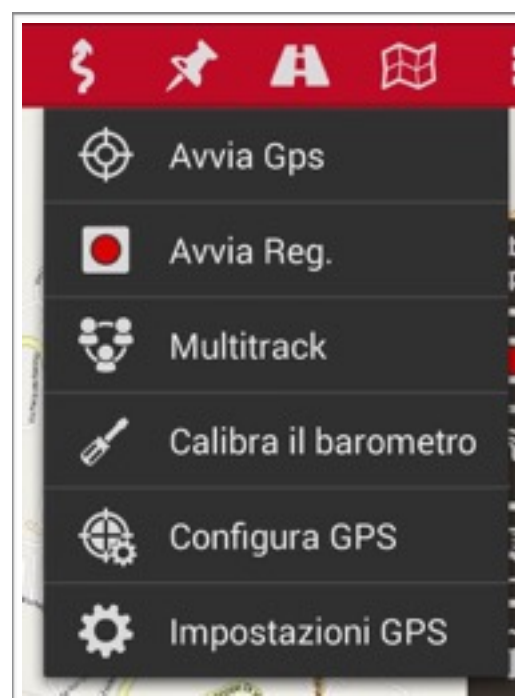 Avvia Gps
Avvia Reg.
Multitrack
Calibra il barometro
Configura GPS
Impostazioni GPS